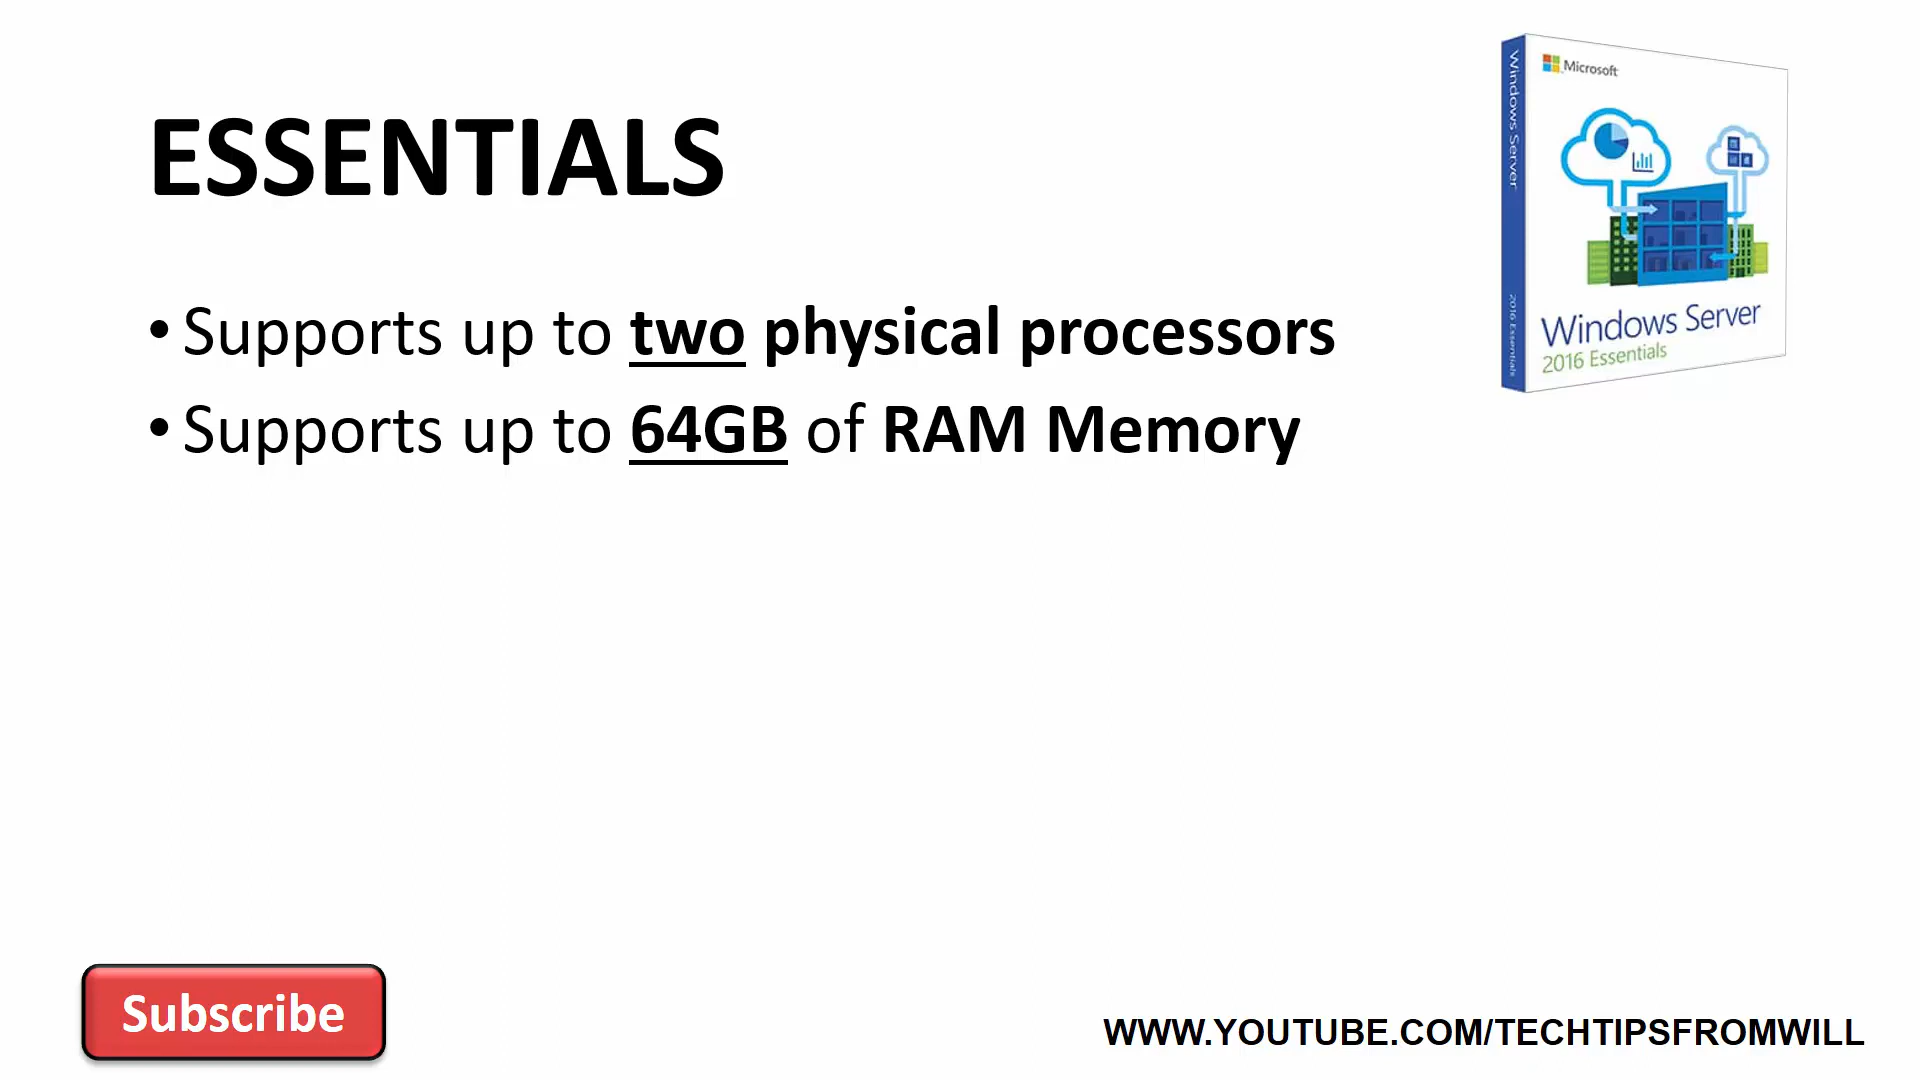 ESSENTIALS
• Supports up to two physical processors
• Supports up to 64GB of RAM Memory
Microsoft
Windows Server
2016 Essentials
Windows Server
2016 Essentials
Subscribe
WWW.YOUTUBE.COM/TECHTIPSFROMWILL